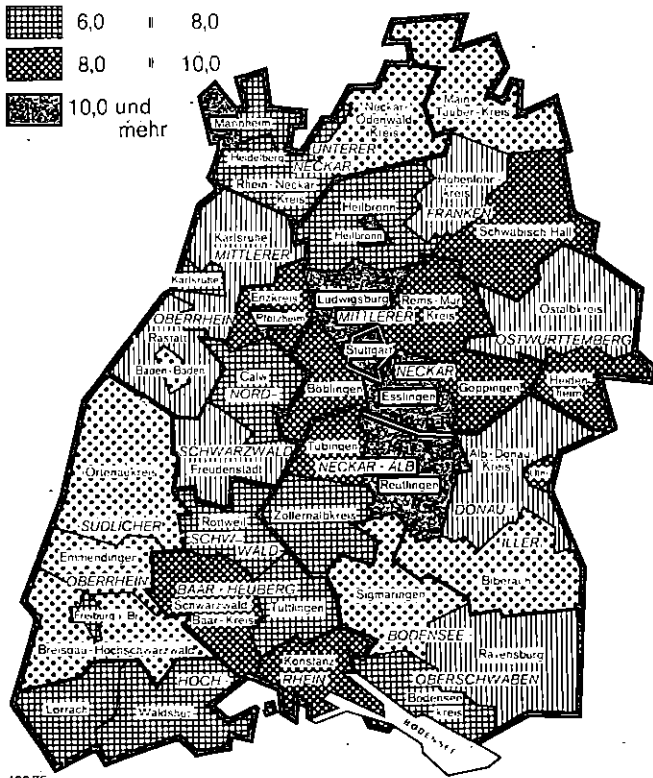 6,0 " 8,0
8,0 " 10,0
10,0 und
mehr
Mannheim
Neckar-
Odenwald
Kreis
Main
Tauber-Kreis
Heidelberg
UNTERER
NECKAR
Rhein-Neckar
Kreis
Heilbronn
Heilbronn
Hohenlohe-
kreis
FRANKEN
Schwäbisch Hall
Karlsruhe
MITTLERER
Karlsruhe
OBERRHEIN
Rastatt
Baden-Baden
Enzkreis
Pforzheim
Ludwigsburg
Rems-Murr
MITTLERER
Kreis
Ostalbkreis
OSTWÜRTTEMBERG
Stuttgart
NECKAR
Calw
NORD-
Böblingen
Esslingen
Göppingen
Heiden-
heim
SCHWARZWALD
Freudenstadt
Tübingen
NECKAR-ALB
Reutlingen
Alb-Donau
Kreis
DONAU-
Ortenaukreis
SÜDLICHER
Rottweil
SCHW-
WALD
Zollernalbkreis
ILLER
Biberach
Emmendingen
OBERRHEIN
BAAR-HEUBERG
Schwarzwald
Baar-Kreis
Tuttlingen
Sigmaringen
Freiburg i. Br.
Breisgau-Hochschwarzwald
BODENSEE-
Ravensburg
OBERSCHWABEN
HOCH-
RHEIN
Konstanz
Bodensee
kreis
Lörrach
Waldshut
BODENSEE